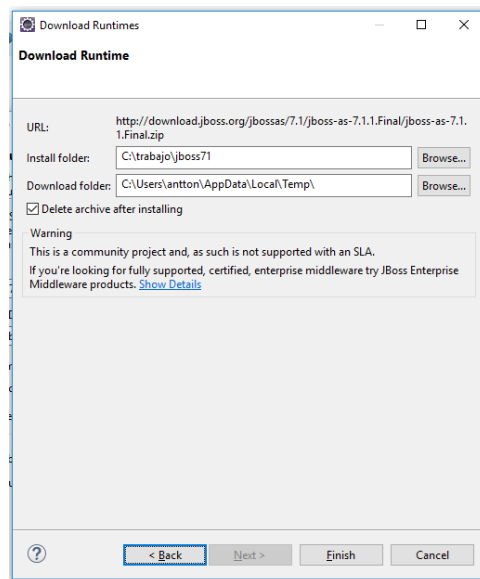 Download Runtimes
Download Runtime
URL:
http://download.jboss.org/jbossas/7.1/jboss-as-7.1.1.Final/jboss-as-7.1.
1.Final.zip
Install folder:
C:\trabajo\jboss71
Browse...
Download folder:
C:\Users\antton\AppData\Local\Temp\
Browse...
Delete archive after installing
Warning
This is a community project and, as such is not supported with an SLA.
If you're looking for fully supported, certified, enterprise middleware try JBoss Enterprise
Middleware products. Show Details
?
< Back
Next >
Finish
Cancel